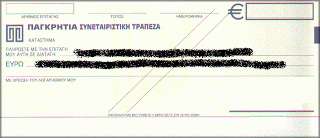 ΑΡΙΘΜΟΣ ΕΠΙΤΑΓΗΣ ΤΟΠΟΣ ΗΜΕΡΟΜΗΝΙΑ €
ΠΑΓΚΡΗΤΙΑ ΣΥΝΕΤΑΙΡΙΣΤΙΚΗ ΤΡΑΠΕΖΑ
ΚΑΤΑΣΤΗΜΑ
ΠΛΗΡΩΣΤΕ ΜΕ ΤΗΝ ΕΠΙΤΑΓΗ
ΜΟΥ ΑΥΤΗ ΣΕ ΔΙΑΤΑΓΗ
ΕΥΡΩ
ΜΕ ΧΡΕΩΣΗ ΤΟΥ ΛΟΓΑΡΙΑΣΜΟΥ ΜΟΥ